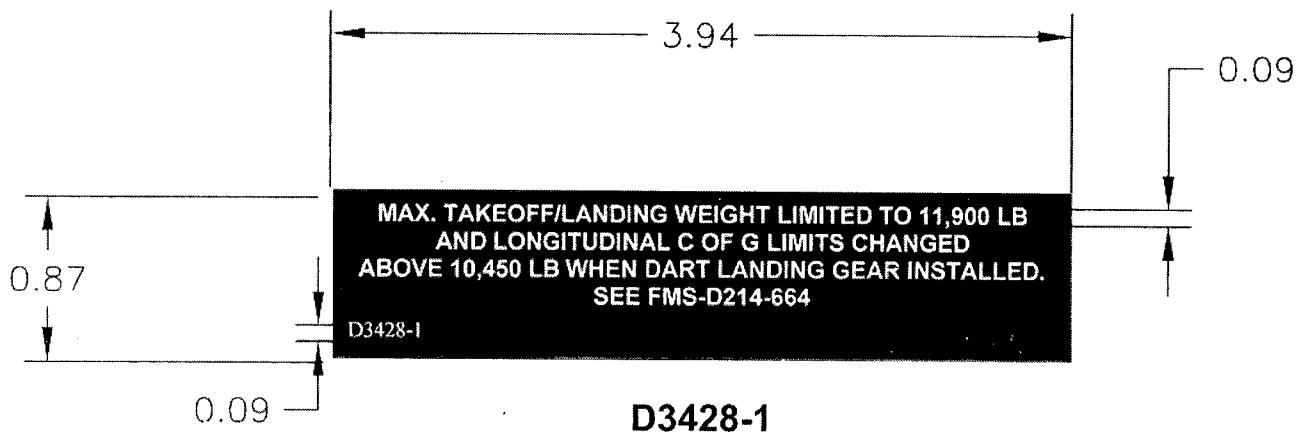 3.94
0.09
MAX. TAKEOFF/LANDING WEIGHT LIMITED TO 11,900 LB
AND LONGITUDINAL C OF G LIMITS CHANGED
ABOVE 10,450 LB WHEN DART LANDING GEAR INSTALLED.
SEE FMS-D214-664
0.87
D3428-1
0.09
D3428-1